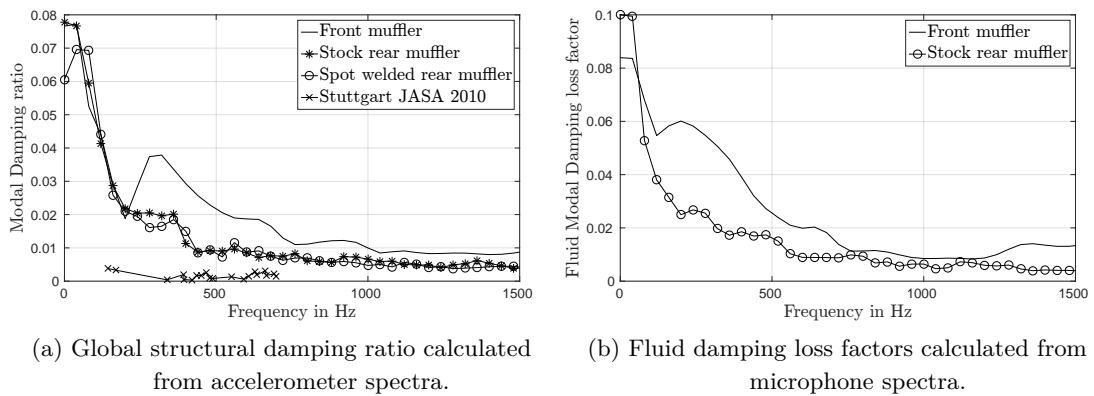 0.08
0.07
0.06
0.05
0.04
0.03
0.02
0.01
0
Modal Damping ratio
Front muffler
Stock rear muffler
Spot welded rear muffler
Stuttgart JASA 2010
0 500 1000 1500
Frequency in Hz
(a) Global structural damping ratio calculated
from accelerometer spectra.
0.1
0.08
0.06
0.04
0.02
0
Fluid Modal Damping loss factor
Front muffler
Stock rear muffler
0 500 1000 1500
Frequency in Hz
(b) Fluid damping loss factors calculated from
microphone spectra.